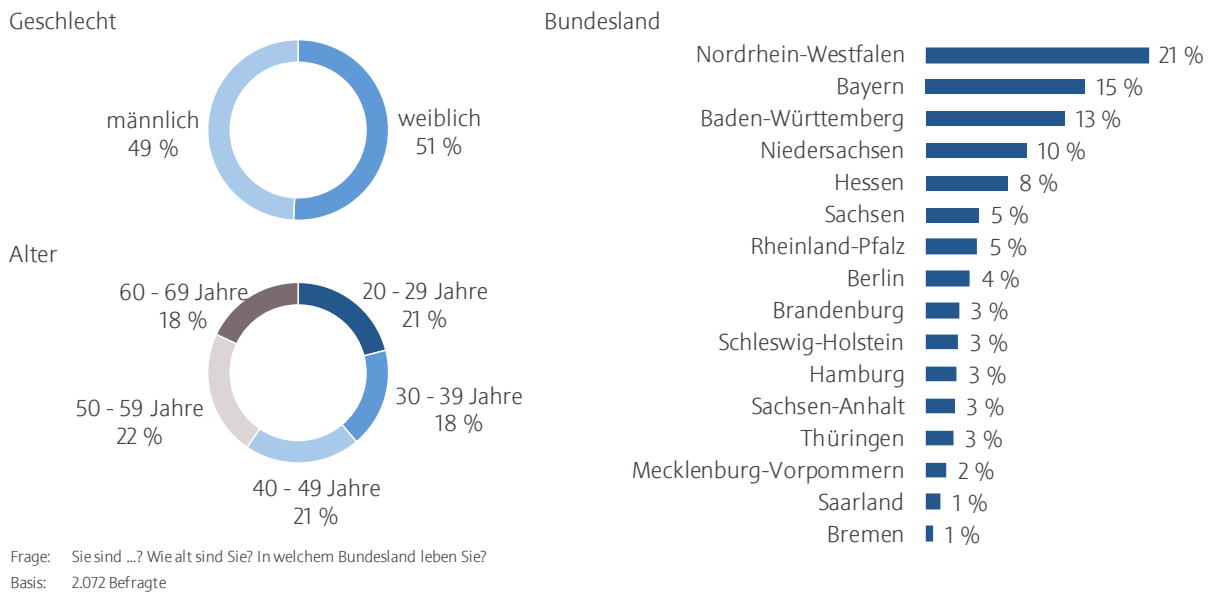 Geschlecht
männlich
49 %
weiblich
51 %
Alter
60 - 69 Jahre
18 %
20 - 29 Jahre
21 %
50 - 59 Jahre
22 %
30 - 39 Jahre
18 %
40 - 49 Jahre
21 %
Bundesland
Nordrhein-Westfalen 21 %
Bayern 15 %
Baden-Württemberg 13 %
Niedersachsen 10 %
Hessen 8 %
Sachsen 5 %
Rheinland-Pfalz 5 %
Berlin 4 %
Brandenburg 3 %
Schleswig-Holstein 3 %
Hamburg 3 %
Sachsen-Anhalt 3 %
Thüringen 3 %
Mecklenburg-Vorpommern 2 %
Saarland 1 %
Bremen 1 %
Frage: Sie sind ...? Wie alt sind Sie? In welchem Bundesland leben Sie?
Basis: 2.072 Befragte